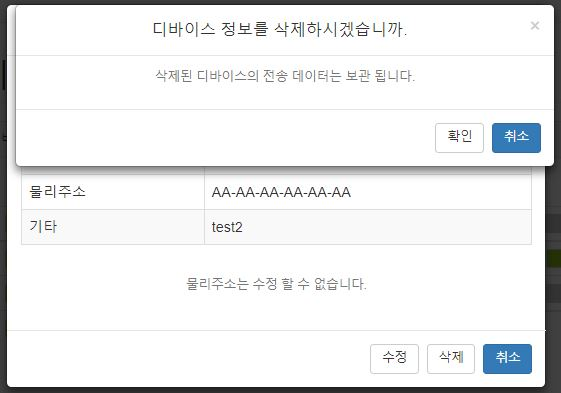 디바이스 정보를 삭제하시겠습니까.
×
삭제된 디바이스의 전송 데이터는 보관 됩니다.
확인 취소
물리주소 AA-AA-AA-AA-AA-AA
기타 test2
물리주소는 수정 할 수 없습니다.
수정 삭제 취소